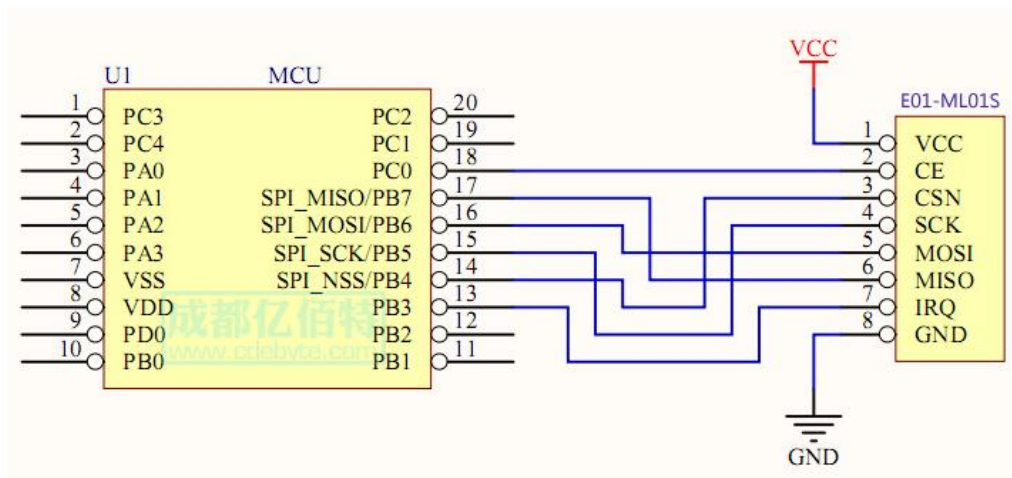 VCC
U1 MCU
E01-ML01S
1 PC3 PC2 20
2 PC4 PC1 19
3 PA0 PC0 18
4 PA1 SPI_MISO/PB7 17
5 PA2 SPI_MOSI/PB6 16
6 PA3 SPI_SCK/PB5 15
7 VSS SPI_NSS/PB4 14
8 VDD PB3 13
9 PD0 PB2 12
10 PB0 PB1 11
成都亿佰特
www.cdebyte.com
1 VCC
2 CE
3 CSN
4 SCK
5 MOSI
6 MISO
7 IRQ
8 GND
GND